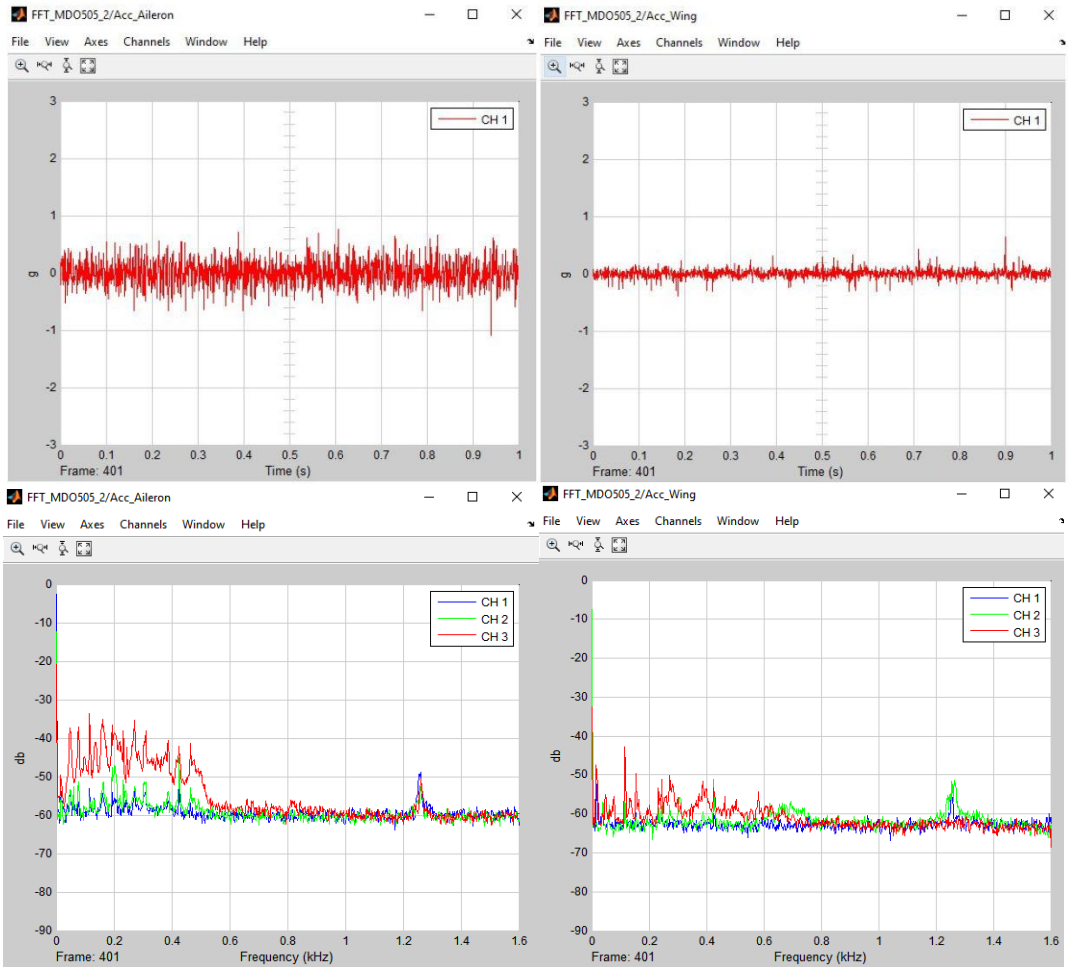 FFT_MDO505_2/Acc_Aileron
File View Axes Channels Window Help
CH 1
3
2
1
0
-1
-2
-3
g
0 0.1 0.2 0.3 0.4 0.5 0.6 0.7 0.8 0.9 1
Frame: 401 Time (s)
FFT_MDO505_2/Acc_Wing
File View Axes Channels Window Help
CH 1
3
2
1
0
-1
-2
-3
g
0 0.1 0.2 0.3 0.4 0.5 0.6 0.7 0.8 0.9 1
Frame: 401 Time (s)
FFT_MDO505_2/Acc_Aileron
File View Axes Channels Window Help
CH 1
CH 2
CH 3
0
-10
-20
-30
-40
-50
-60
-70
-80
-90
db
0 0.2 0.4 0.6 0.8 1 1.2 1.4 1.6
Frame: 401 Frequency (kHz)
FFT_MDO505_2/Acc_Wing
File View Axes Channels Window Help
CH 1
CH 2
CH 3
0
-10
-20
-30
-40
-50
-60
-70
-80
-90
db
0 0.2 0.4 0.6 0.8 1 1.2 1.4 1.6
Frame: 401 Frequency (kHz)